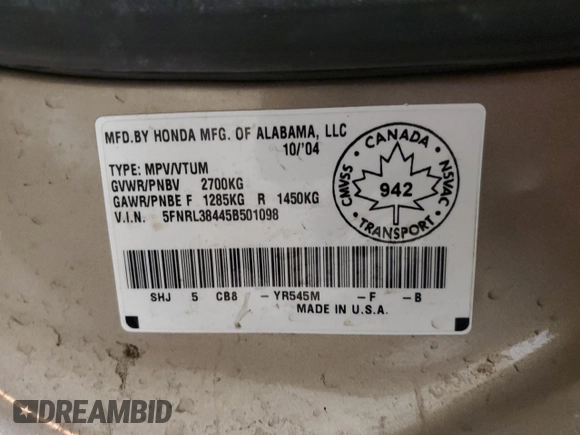 MFD.BY HONDA MFG. OF ALABAMA, LLC
10/'04
TYPE: MPV/VTUM
GVWR/PNBV 2700KG
GAWR/PNBE F 1285KG R 1450KG
V.I.N. 5FNRL38445B501098
CANADA
CMVSS
NSVAC
942
TRANSPORT
SHJ 5 CB8 -YR545M -F -B
MADE IN U.S.A.
DREAMBID